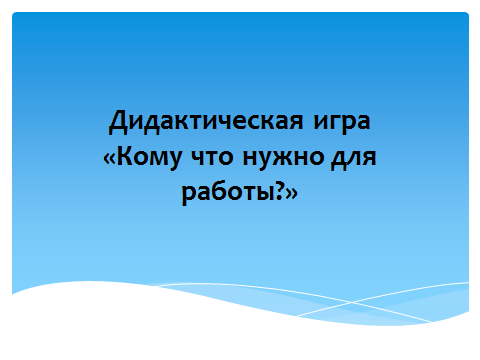 Дидактическая игра
«Кому что нужно для
работы?»